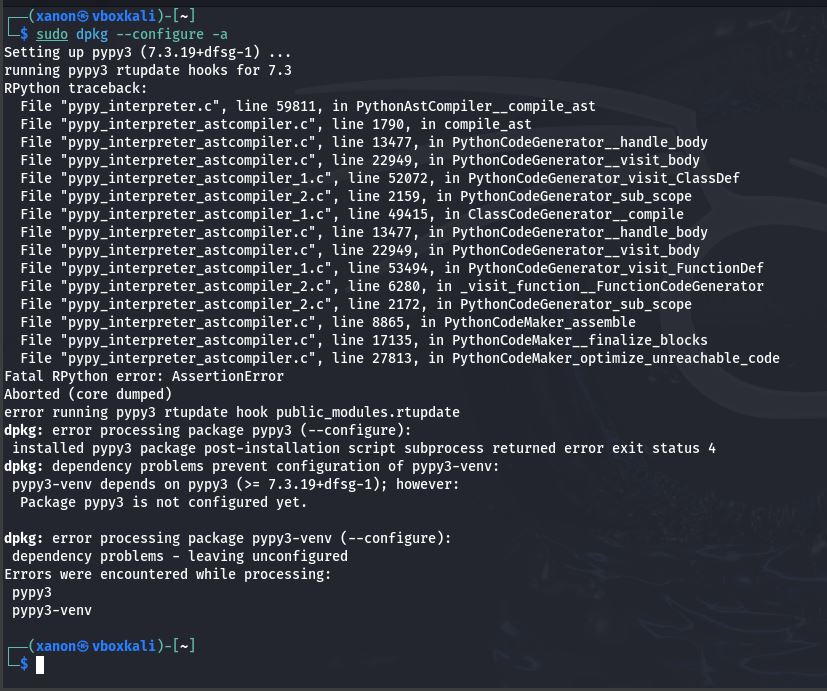 ┌──(xanon㉿vboxkali)-[~]
└─$ sudo dpkg --configure -a
Setting up pypy3 (7.3.19+dfsg-1) ...
running pypy3 rtupdate hooks for 7.3
RPython traceback:
  File "pypy_interpreter.c", line 59811, in PythonAstCompiler__compile_ast
  File "pypy_interpreter_astcompiler.c", line 1790, in compile_ast
  File "pypy_interpreter_astcompiler.c", line 13477, in PythonCodeGenerator__handle_body
  File "pypy_interpreter_astcompiler.c", line 22949, in PythonCodeGenerator__visit_body
  File "pypy_interpreter_astcompiler_1.c", line 52072, in PythonCodeGenerator_visit_ClassDef
  File "pypy_interpreter_astcompiler_2.c", line 2159, in PythonCodeGenerator_sub_scope
  File "pypy_interpreter_astcompiler_1.c", line 49415, in ClassCodeGenerator__compile
  File "pypy_interpreter_astcompiler.c", line 13477, in PythonCodeGenerator__handle_body
  File "pypy_interpreter_astcompiler.c", line 22949, in PythonCodeGenerator__visit_body
  File "pypy_interpreter_astcompiler_1.c", line 53494, in PythonCodeGenerator_visit_FunctionDef
  File "pypy_interpreter_astcompiler_2.c", line 6280, in _visit_function__FunctionCodeGenerator
  File "pypy_interpreter_astcompiler_2.c", line 2172, in PythonCodeGenerator_sub_scope
  File "pypy_interpreter_astcompiler.c", line 8865, in PythonCodeMaker_assemble
  File "pypy_interpreter_astcompiler.c", line 17135, in PythonCodeMaker__finalize_blocks
  File "pypy_interpreter_astcompiler.c", line 27813, in PythonCodeMaker_optimize_unreachable_code
Fatal RPython error: AssertionError
Aborted (core dumped)
error running pypy3 rtupdate hook public_modules.rtupdate
dpkg: error processing package pypy3 (--configure):
 installed pypy3 package post-installation script subprocess returned error exit status 4
dpkg: dependency problems prevent configuration of pypy3-venv:
 pypy3-venv depends on pypy3 (>= 7.3.19+dfsg-1); however:
  Package pypy3 is not configured yet.

dpkg: error processing package pypy3-venv (--configure):
 dependency problems - leaving unconfigured
Errors were encountered while processing:
 pypy3
 pypy3-venv

┌──(xanon㉿vboxkali)-[~]
└─$